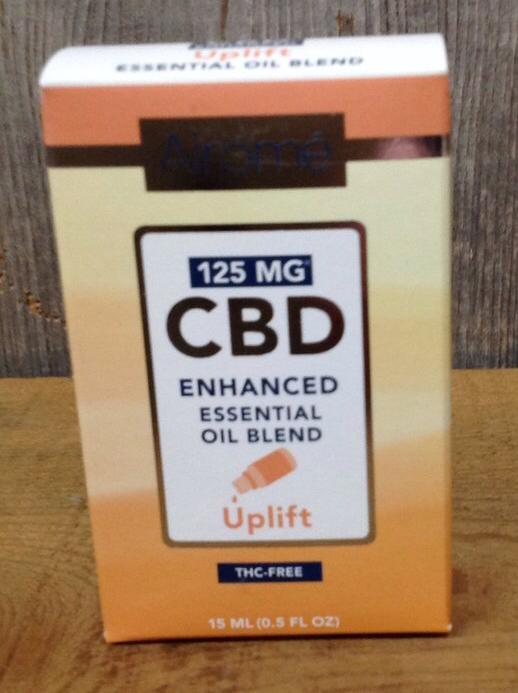 Uplift
ESSENTIAL OIL BLEND
Airomé
125 MG*
CBD
ENHANCED
ESSENTIAL
OIL BLEND
Uplift
THC-FREE
15 ML (0.5 FL OZ)